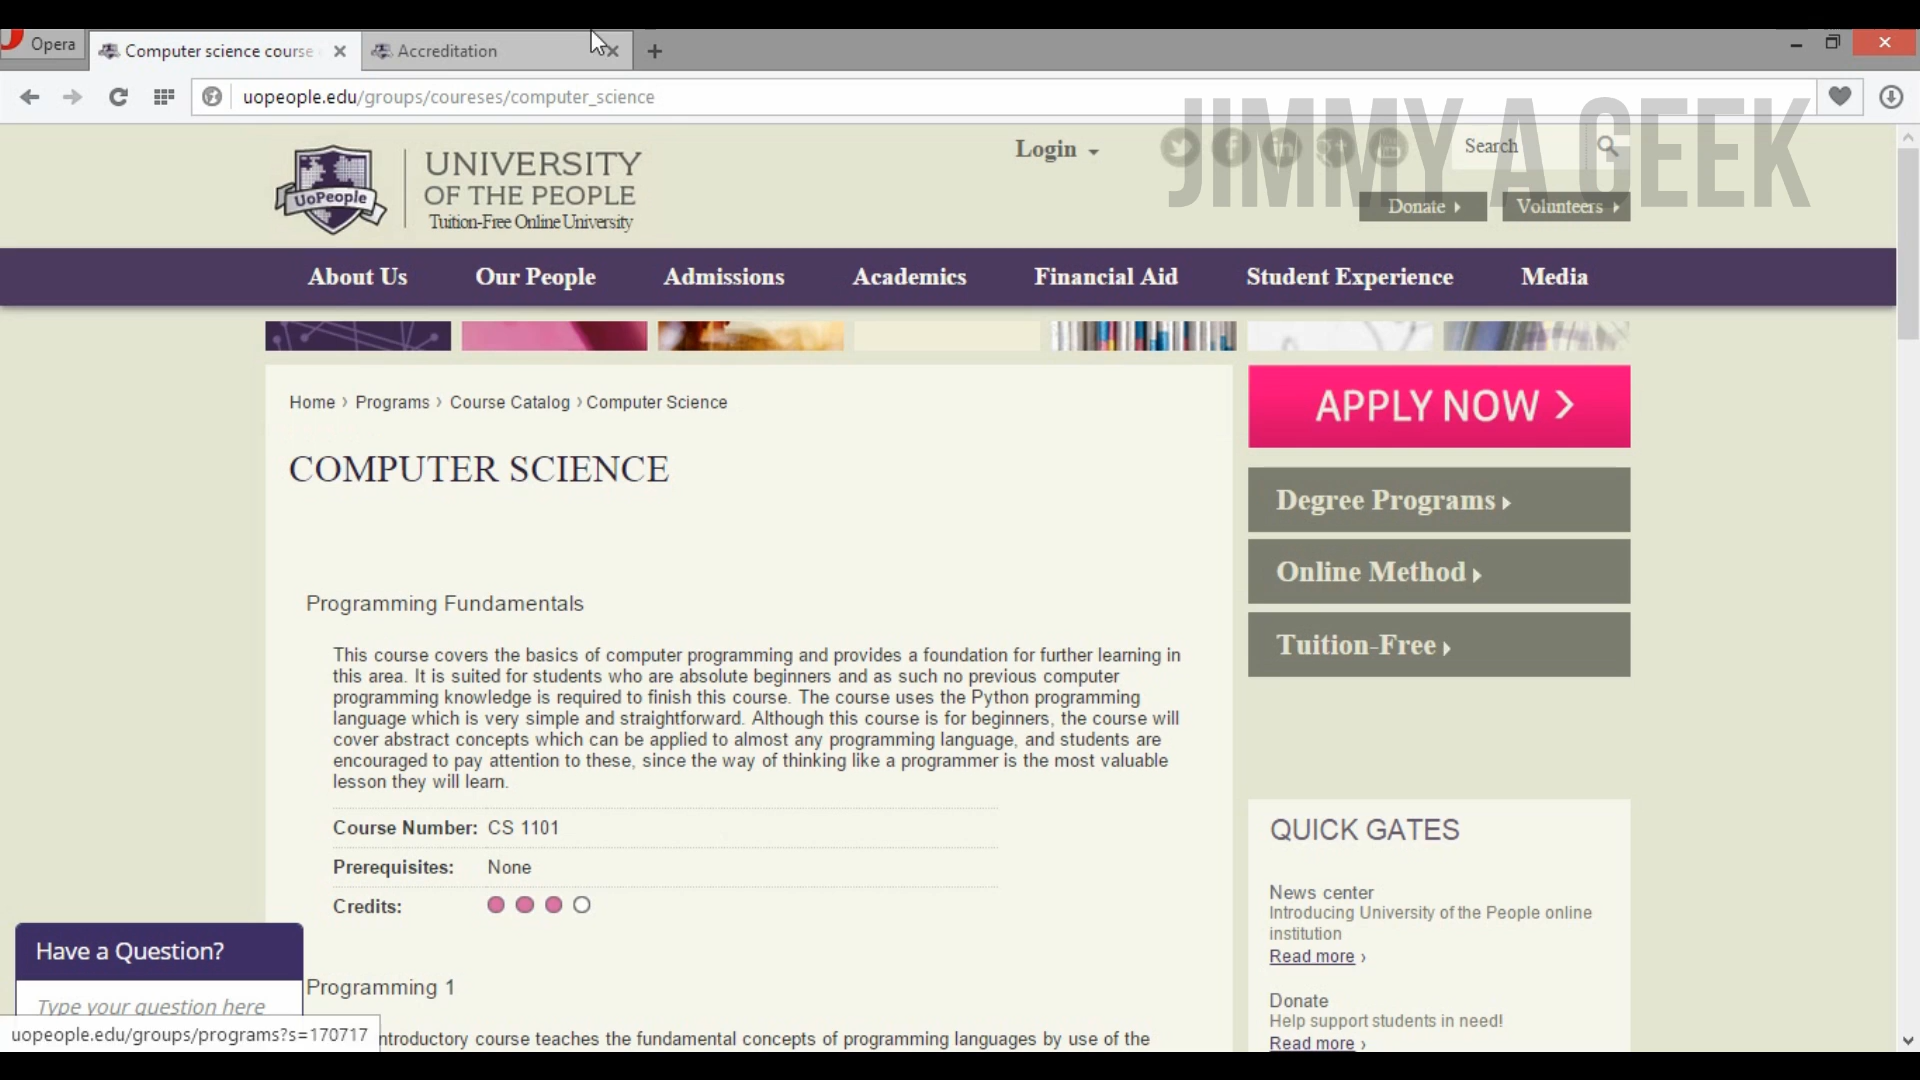 Opera
Computer science course
Accreditation
uopeople.edu/groups/coureses/computer_science
JIMMY A GEEK
UoPeople
UNIVERSITY
OF THE PEOPLE
Tuition-Free Online University
Login
Search
Donate
Volunteers
About Us
Our People
Admissions
Academics
Financial Aid
Student Experience
Media
Home › Programs › Course Catalog › Computer Science
APPLY NOW >
COMPUTER SCIENCE
Degree Programs
Online Method
Tuition-Free
Programming Fundamentals
This course covers the basics of computer programming and provides a foundation for further learning in
this area. It is suited for students who are absolute beginners and as such no previous computer
programming knowledge is required to finish this course. The course uses the Python programming
language which is very simple and straightforward. Although this course is for beginners, the course will
cover abstract concepts which can be applied to almost any programming language, and students are
encouraged to pay attention to these, since the way of thinking like a programmer is the most valuable
lesson they will learn.
Course Number: CS 1101
Prerequisites: None
Credits:
QUICK GATES
News center
Introducing University of the People online
institution
Read more ›
Donate
Help support students in need!
Read more ›
Programming 1
ntroductory course teaches the fundamental concepts of programming languages by use of the
Have a Question?
Type your question here
uopeople.edu/groups/programs?s=170717